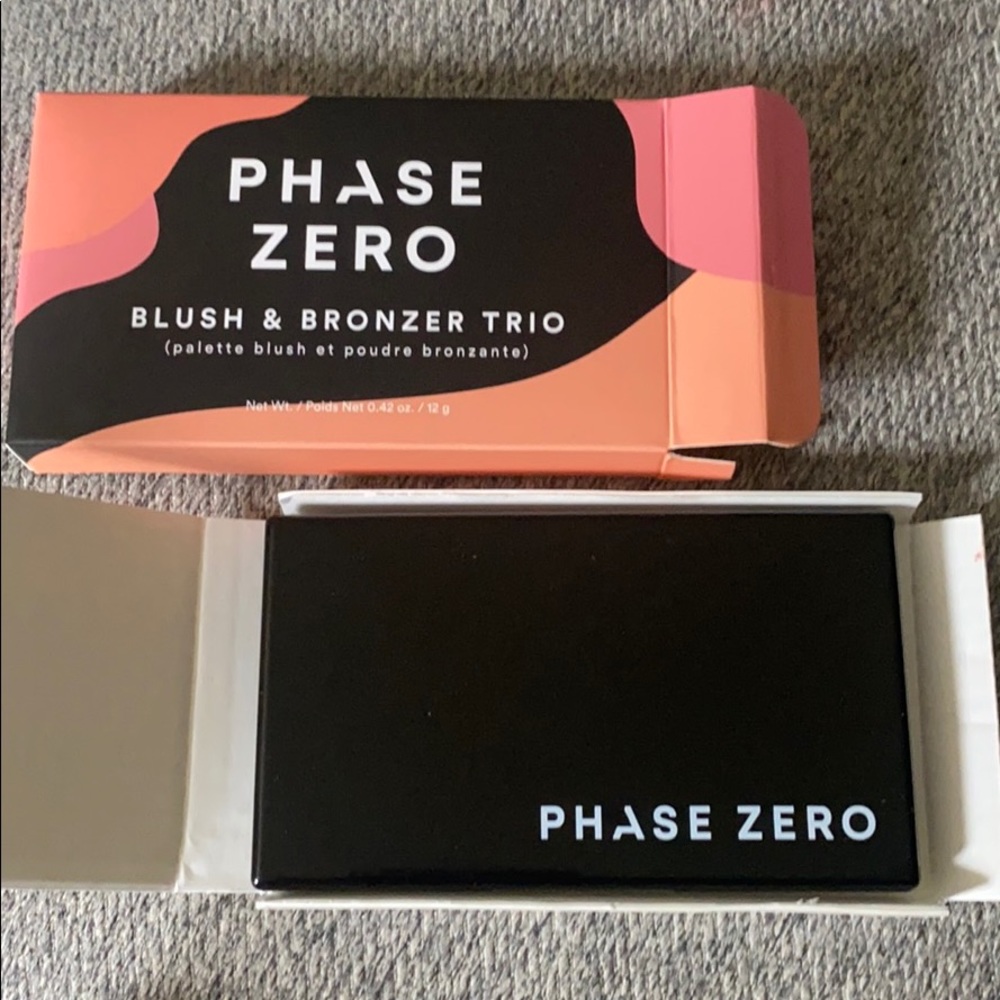 PHASE
ZERO
BLUSH & BRONZER TRIO
(palette blush et poudre bronzante)
Net Wt. / Poids Net 0.42 oz. / 12 g
PHASE ZERO